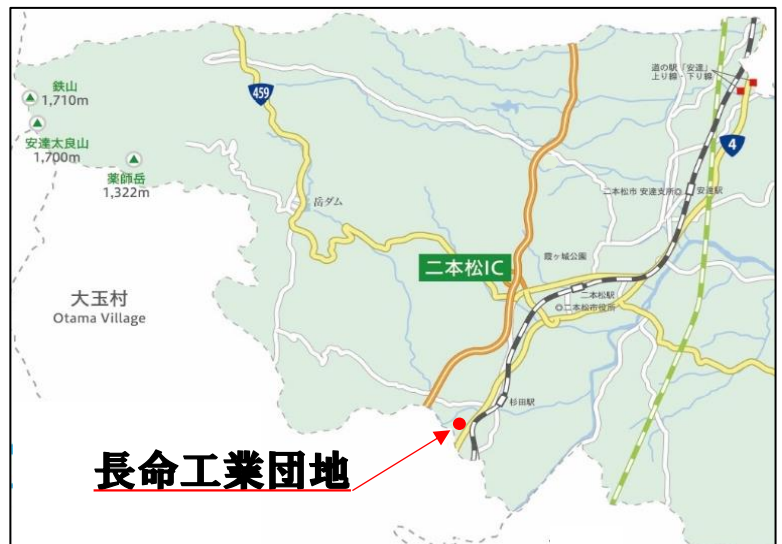 道の駅「安達」
上り線・下り線
鉄山
1,710m
459
安達太良山
1,700m
4
薬師岳
1,322m
二本松市 安達支所
安達駅
岳ダム
霞ヶ城公園
二本松IC
大玉村
Otama Village
二本松駅
二本松市役所
杉田駅
長命工業団地